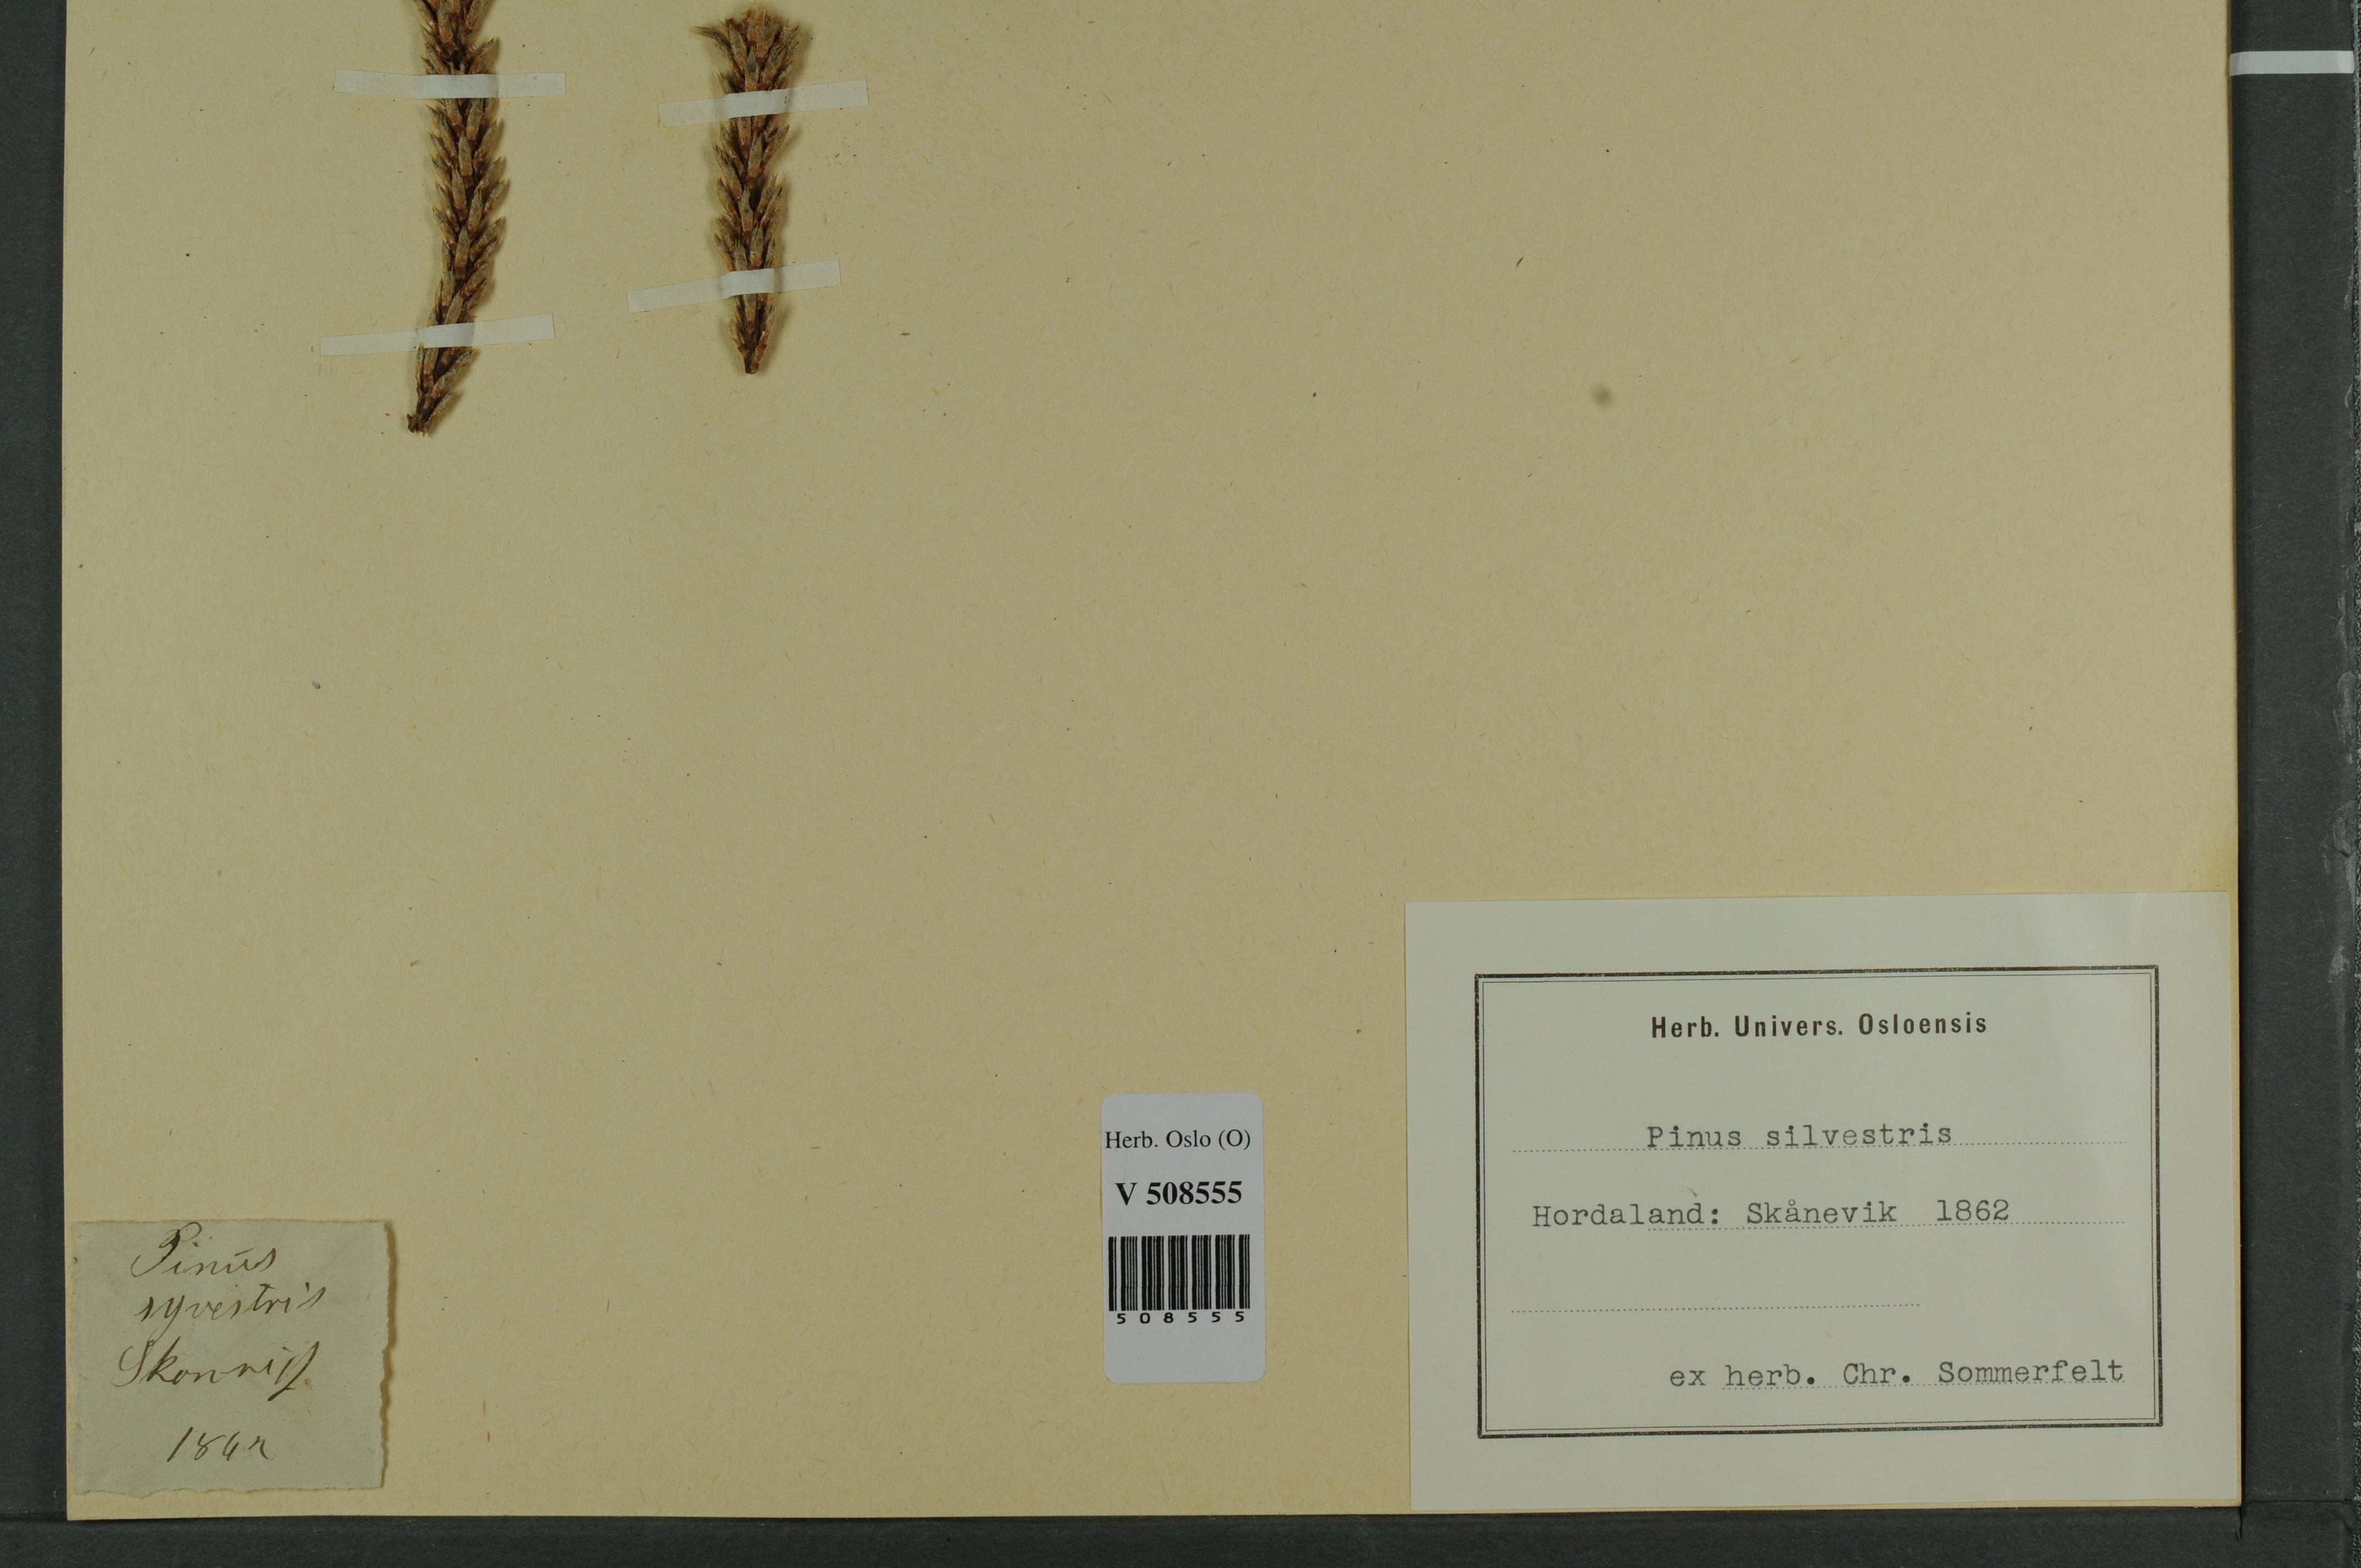 Herb. Univers. Osloensis
Pinus silvestris
Hordaland: Skånevik 1862
ex herb. Chr. Sommerfelt
Herb. Oslo (O)
V 508555
508555
Pinus
sylvestris
1862